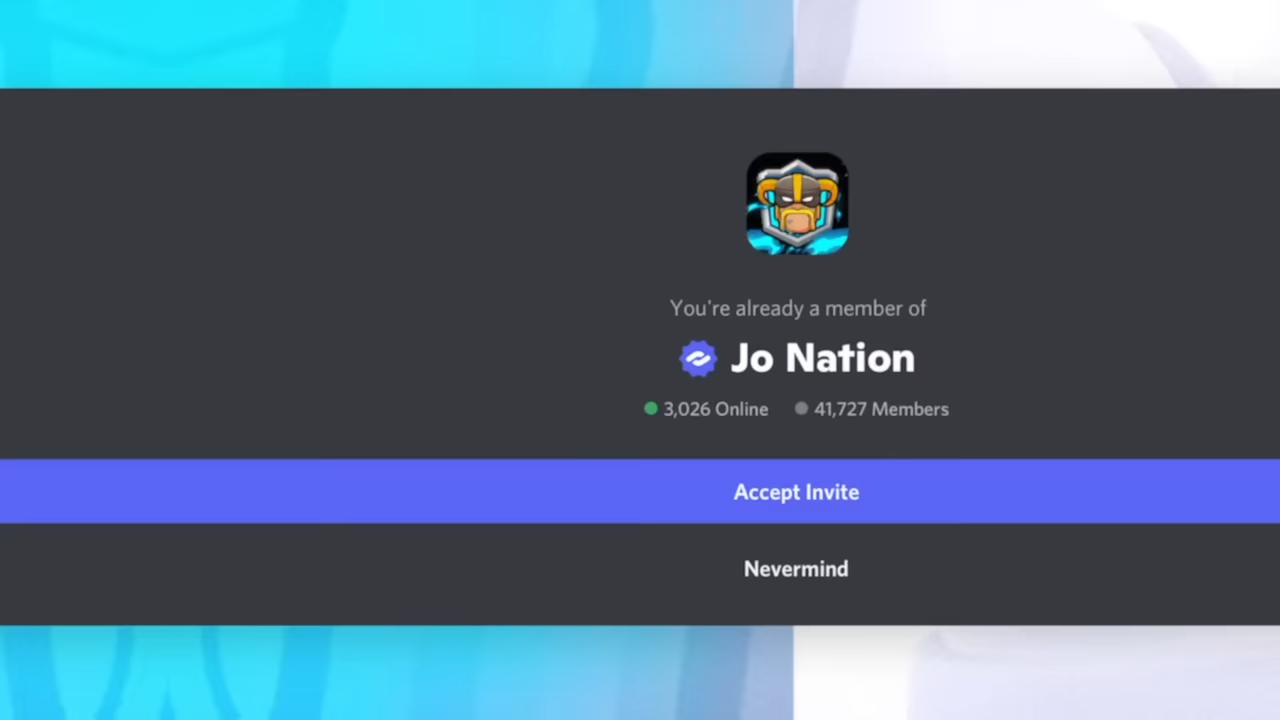 You're already a member of
Jo Nation
3,026 Online 41,727 Members
Accept Invite
Nevermind